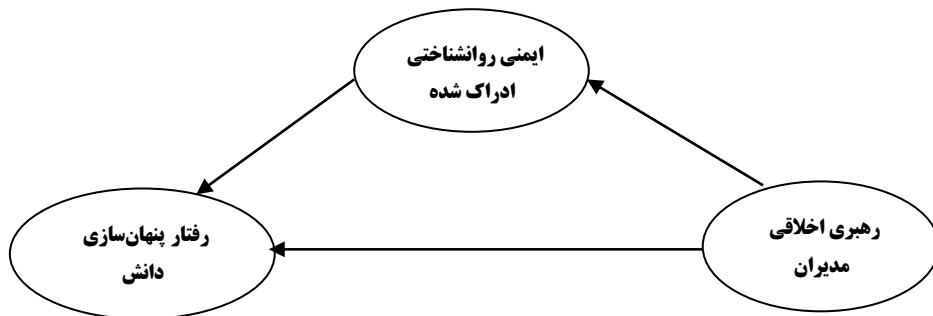 ایمنی روانشناختی
ادراک شده
رهبری اخلاقی
مدیران
رفتار پنهان‌سازی
دانش